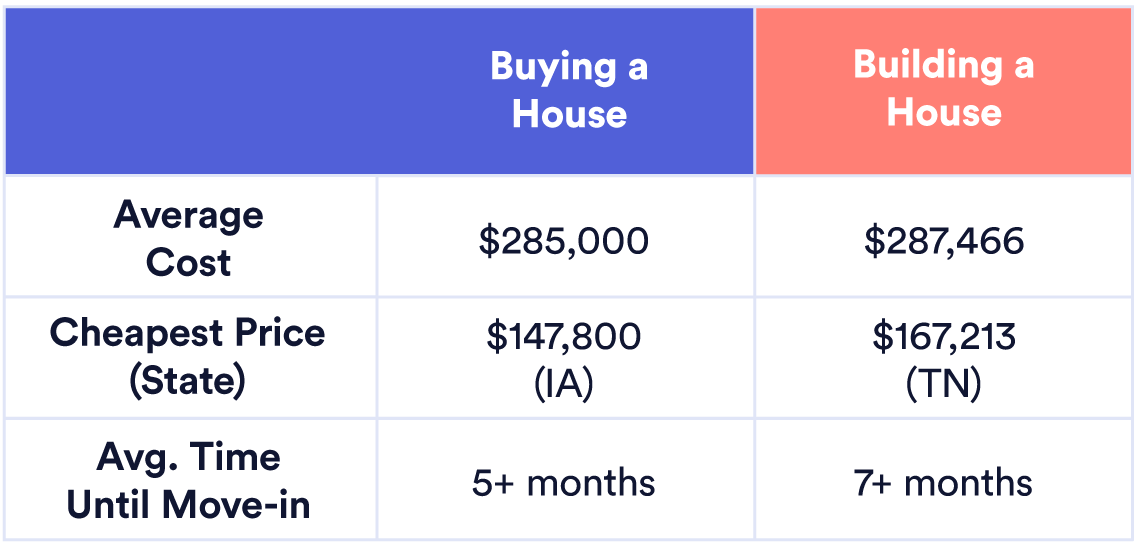 Buying a
House
Building a
House
Average
Cost
$285,000
$287,466
Cheapest Price
(State)
$147,800
(IA)
$167,213
(TN)
Avg. Time
Until Move-in
5+ months
7+ months